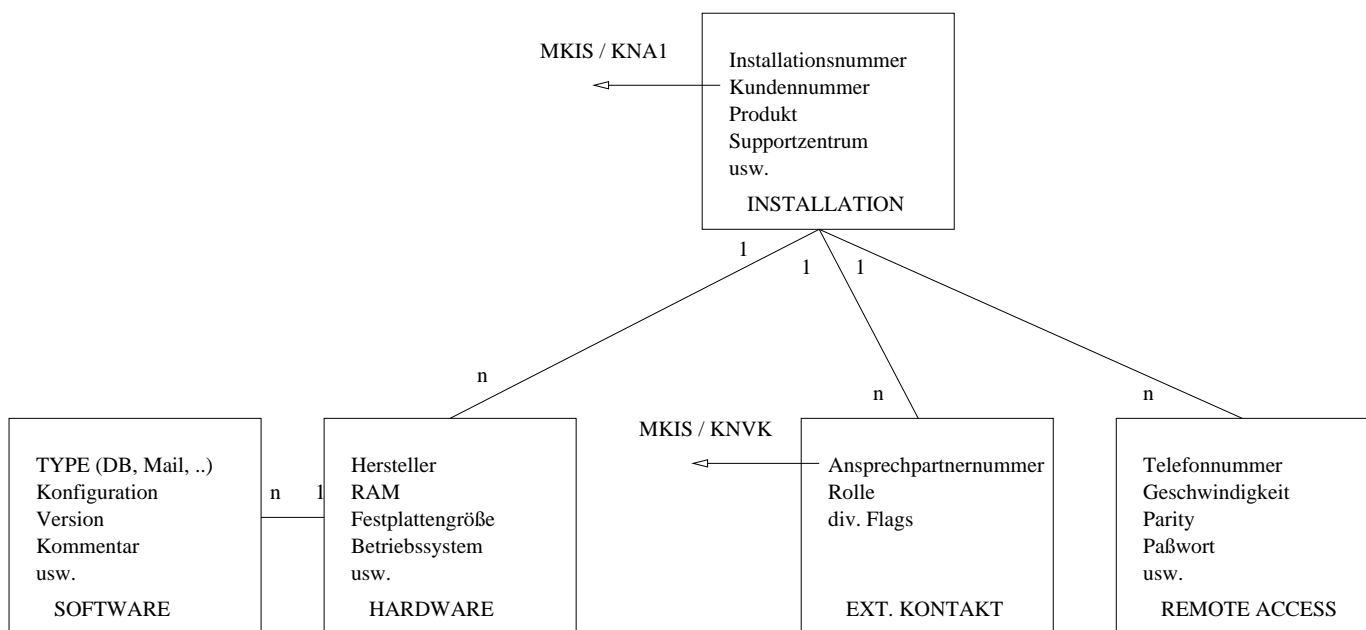 MKIS / KNA1
Installationsnummer
Kundennummer
Produkt
Supportzentrum
usw.
INSTALLATION
1
1
1
n
n
n
MKIS / KNVK
TYPE (DB, Mail, ..)
Konfiguration
Version
Kommentar
usw.
SOFTWARE
n
1
Hersteller
RAM
Festplattengröße
Betriebssystem
usw.
HARDWARE
Ansprechpartnernummer
Rolle
div. Flags
EXT. KONTAKT
Telefonnummer
Geschwindigkeit
Parity
Paßwort
usw.
REMOTE ACCESS